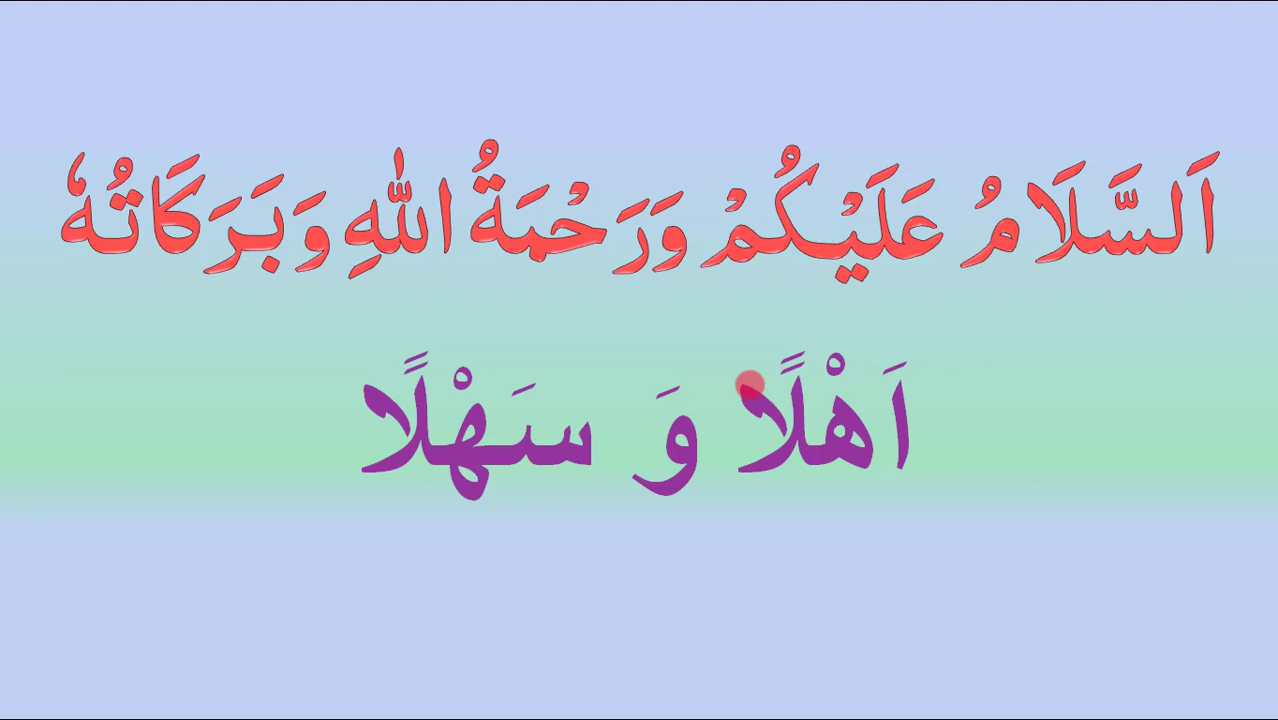 اَلسَّلَامُ عَلَيْكُمْ وَرَحْمَةُ اللّٰهِ وَبَرَكَاتُهٗ
اَهْلًا وَ سَهْلًا